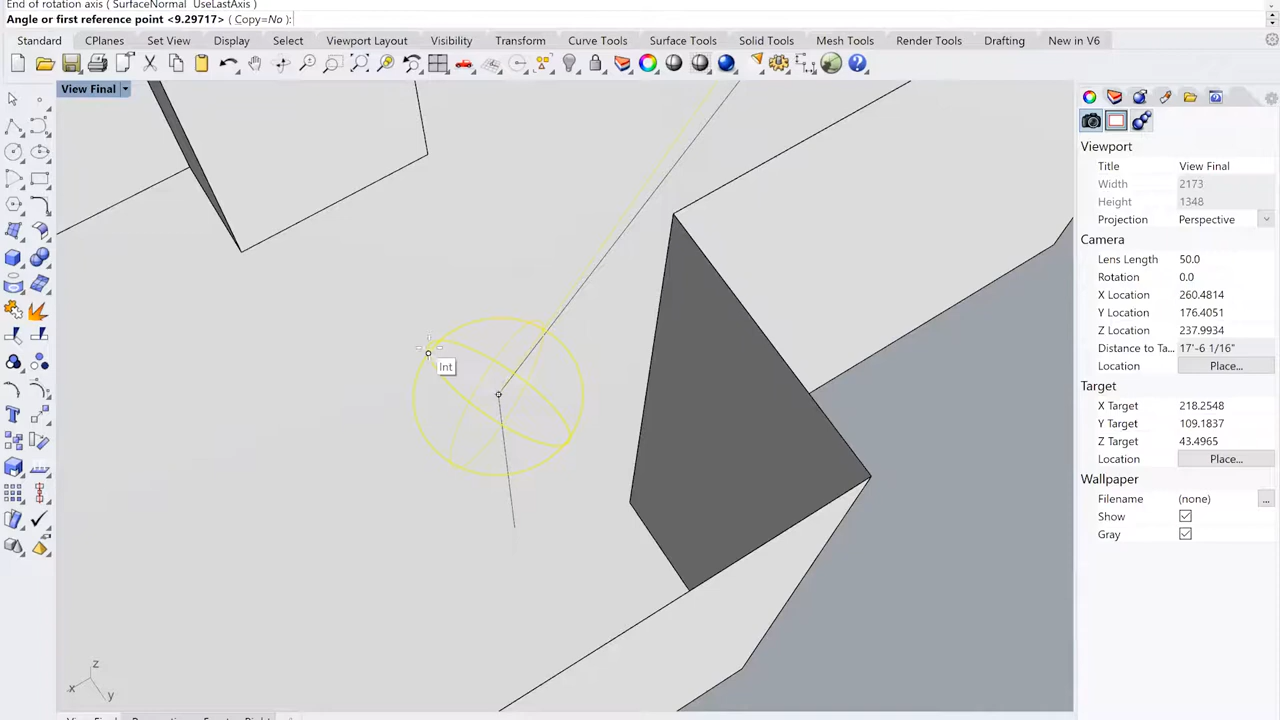 End of rotation axis ( SurfaceNormal UseLastAxis )
Angle or first reference point <9.29717> ( Copy=No ):
Standard CPlanes Set View Display Select Viewport Layout Visibility Transform Curve Tools Surface Tools Solid Tools Mesh Tools Render Tools Drafting New in V6
View Final
Viewport
Title View Final
Width 2173
Height 1348
Projection Perspective
Camera
Lens Length 50.0
Rotation 0.0
X Location 260.4814
Y Location 176.4051
Z Location 237.9934
Distance to Ta... 17'-6 1/16"
Location Place...
Target
X Target 218.2548
Y Target 109.1837
Z Target 43.4965
Location Place...
Wallpaper
Filename (none) ...
Show
Gray
Int
z
x
y